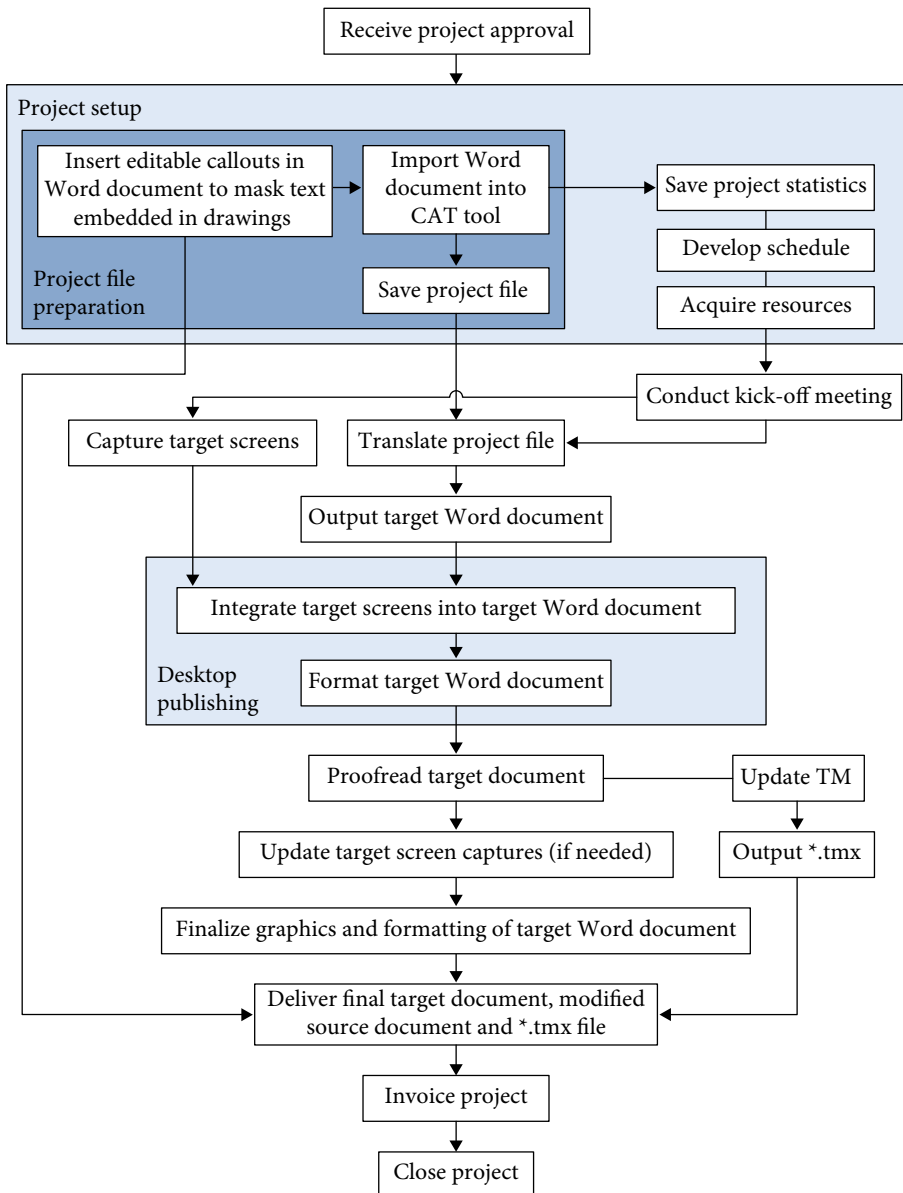 Receive project approval
Project setup
Insert editable callouts in
Word document to mask text
embedded in drawings
Import Word
document into
CAT tool
Save project statistics
Develop schedule
Project file
preparation
Save project file
Acquire resources
Conduct kick-off meeting
Capture target screens
Translate project file
Output target Word document
Integrate target screens into target Word document
Desktop
publishing
Format target Word document
Proofread target document
Update TM
Update target screen captures (if needed)
Output *.tmx
Finalize graphics and formatting of target Word document
Deliver final target document, modified
source document and *.tmx file
Invoice project
Close project